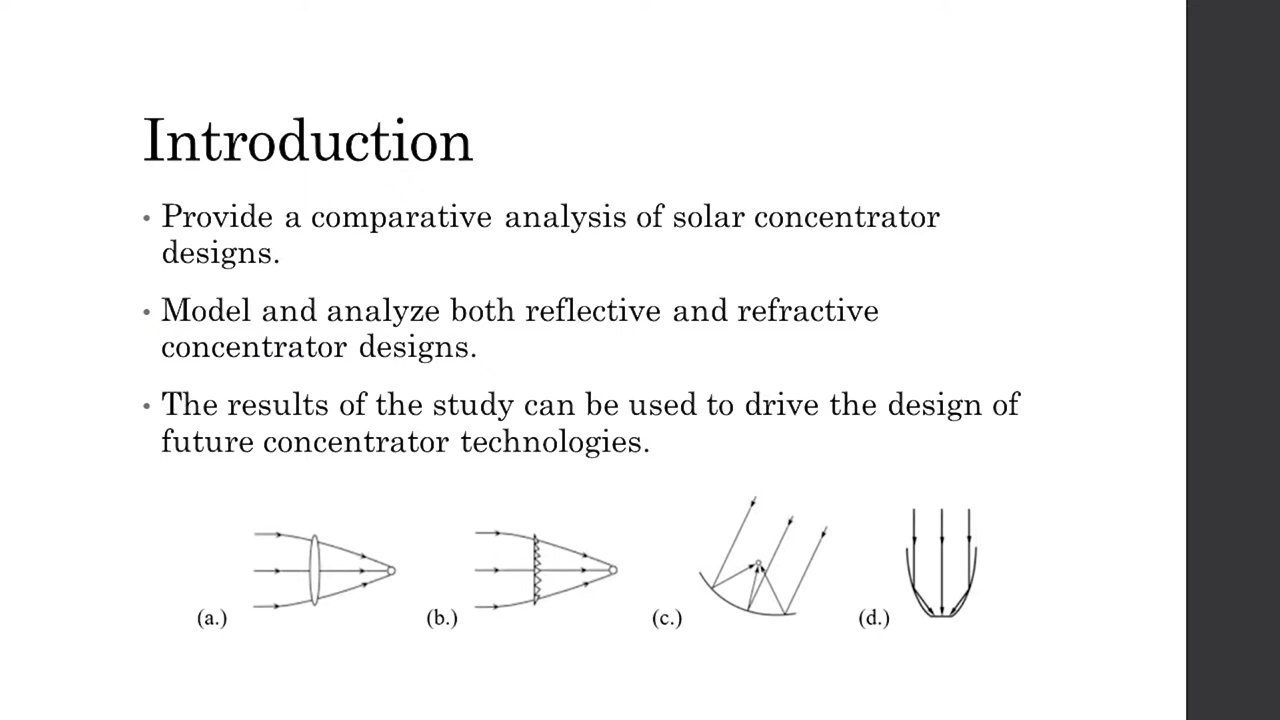 Introduction
• Provide a comparative analysis of solar concentrator
designs.
• Model and analyze both reflective and refractive
concentrator designs.
• The results of the study can be used to drive the design of
future concentrator technologies.
(a.) (b.) (c.) (d.)